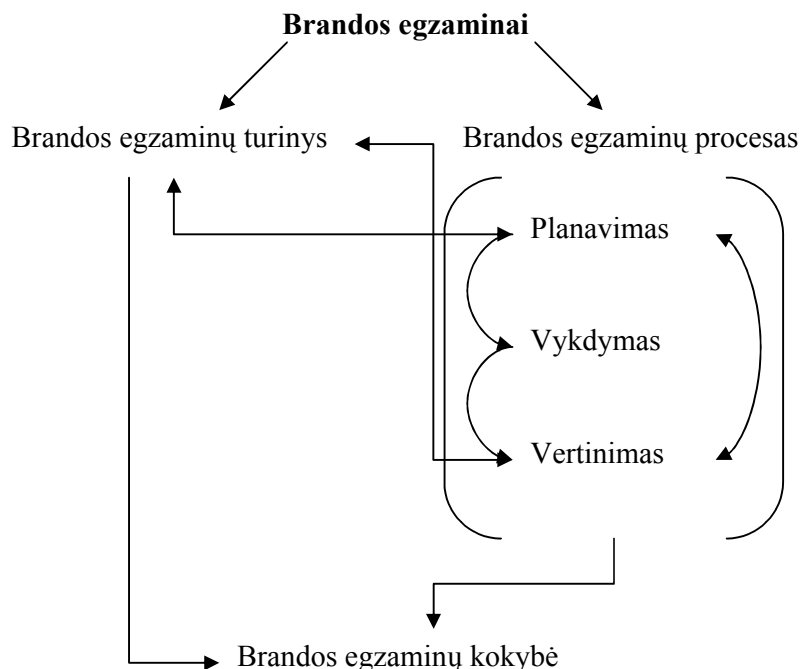 Brandos egzaminai
Brandos egzaminų turinys
Brandos egzaminų procesas
Planavimas
Vykdymas
Vertinimas
Brandos egzaminų kokybė